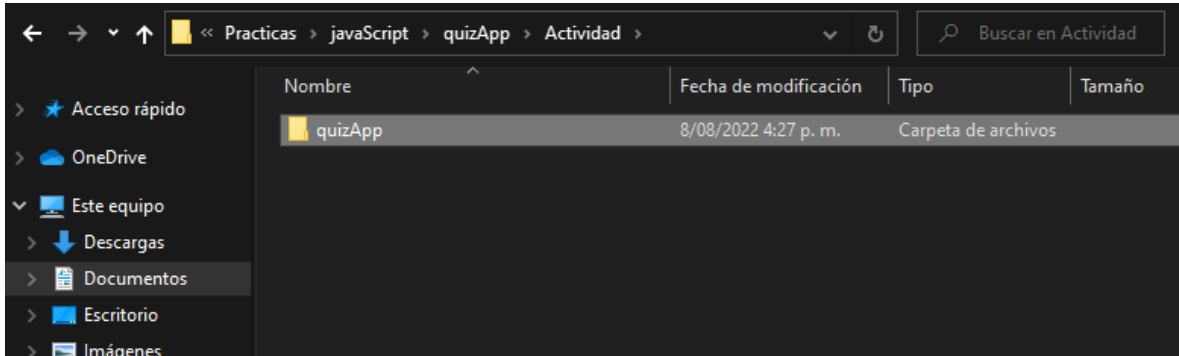 « Practicas › javaScript › quizApp › Actividad ›
Buscar en Actividad
Nombre Fecha de modificación Tipo Tamaño
quizApp 8/08/2022 4:27 p. m. Carpeta de archivos
Acceso rápido
OneDrive
Este equipo
Descargas
Documentos
Escritorio
Imágenes